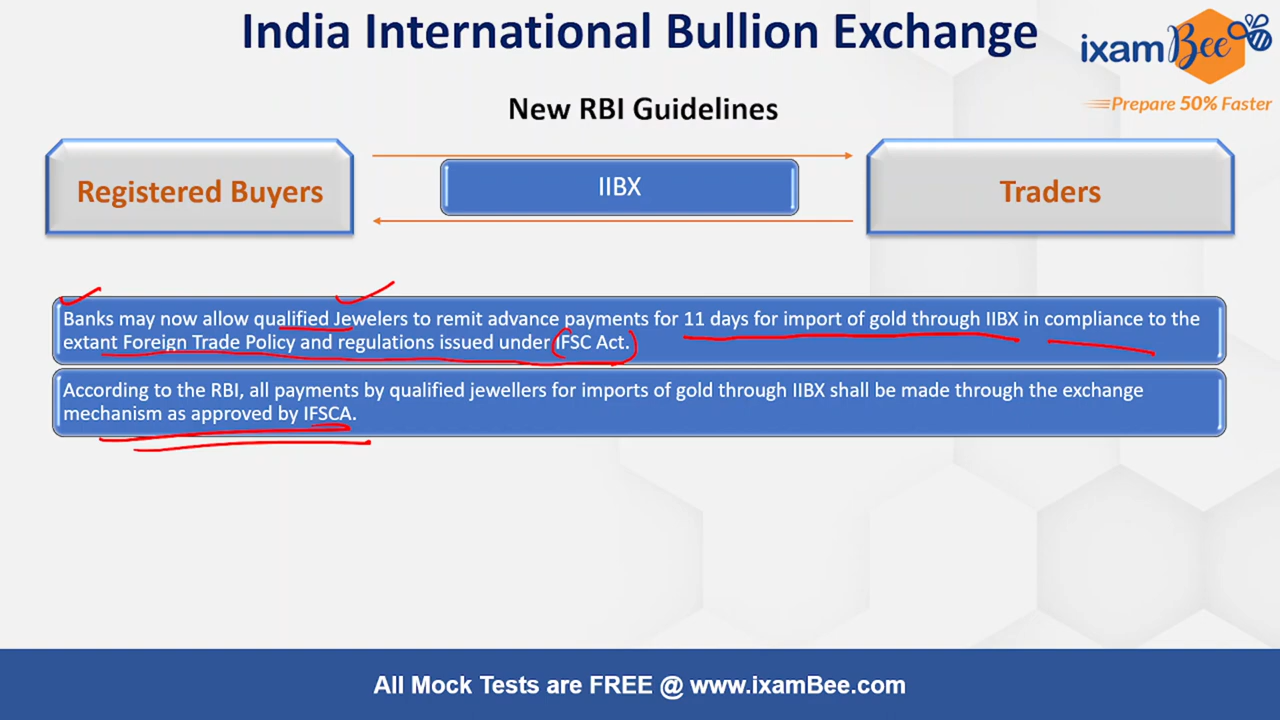 India International Bullion Exchange
ixamBee
Prepare 50% Faster
New RBI Guidelines
Registered Buyers
IIBX
Traders
Banks may now allow qualified Jewelers to remit advance payments for 11 days for import of gold through IIBX in compliance to the
extant Foreign Trade Policy and regulations issued under IFSC Act.
According to the RBI, all payments by qualified jewellers for imports of gold through IIBX shall be made through the exchange
mechanism as approved by IFSCA.
All Mock Tests are FREE @ www.ixamBee.com